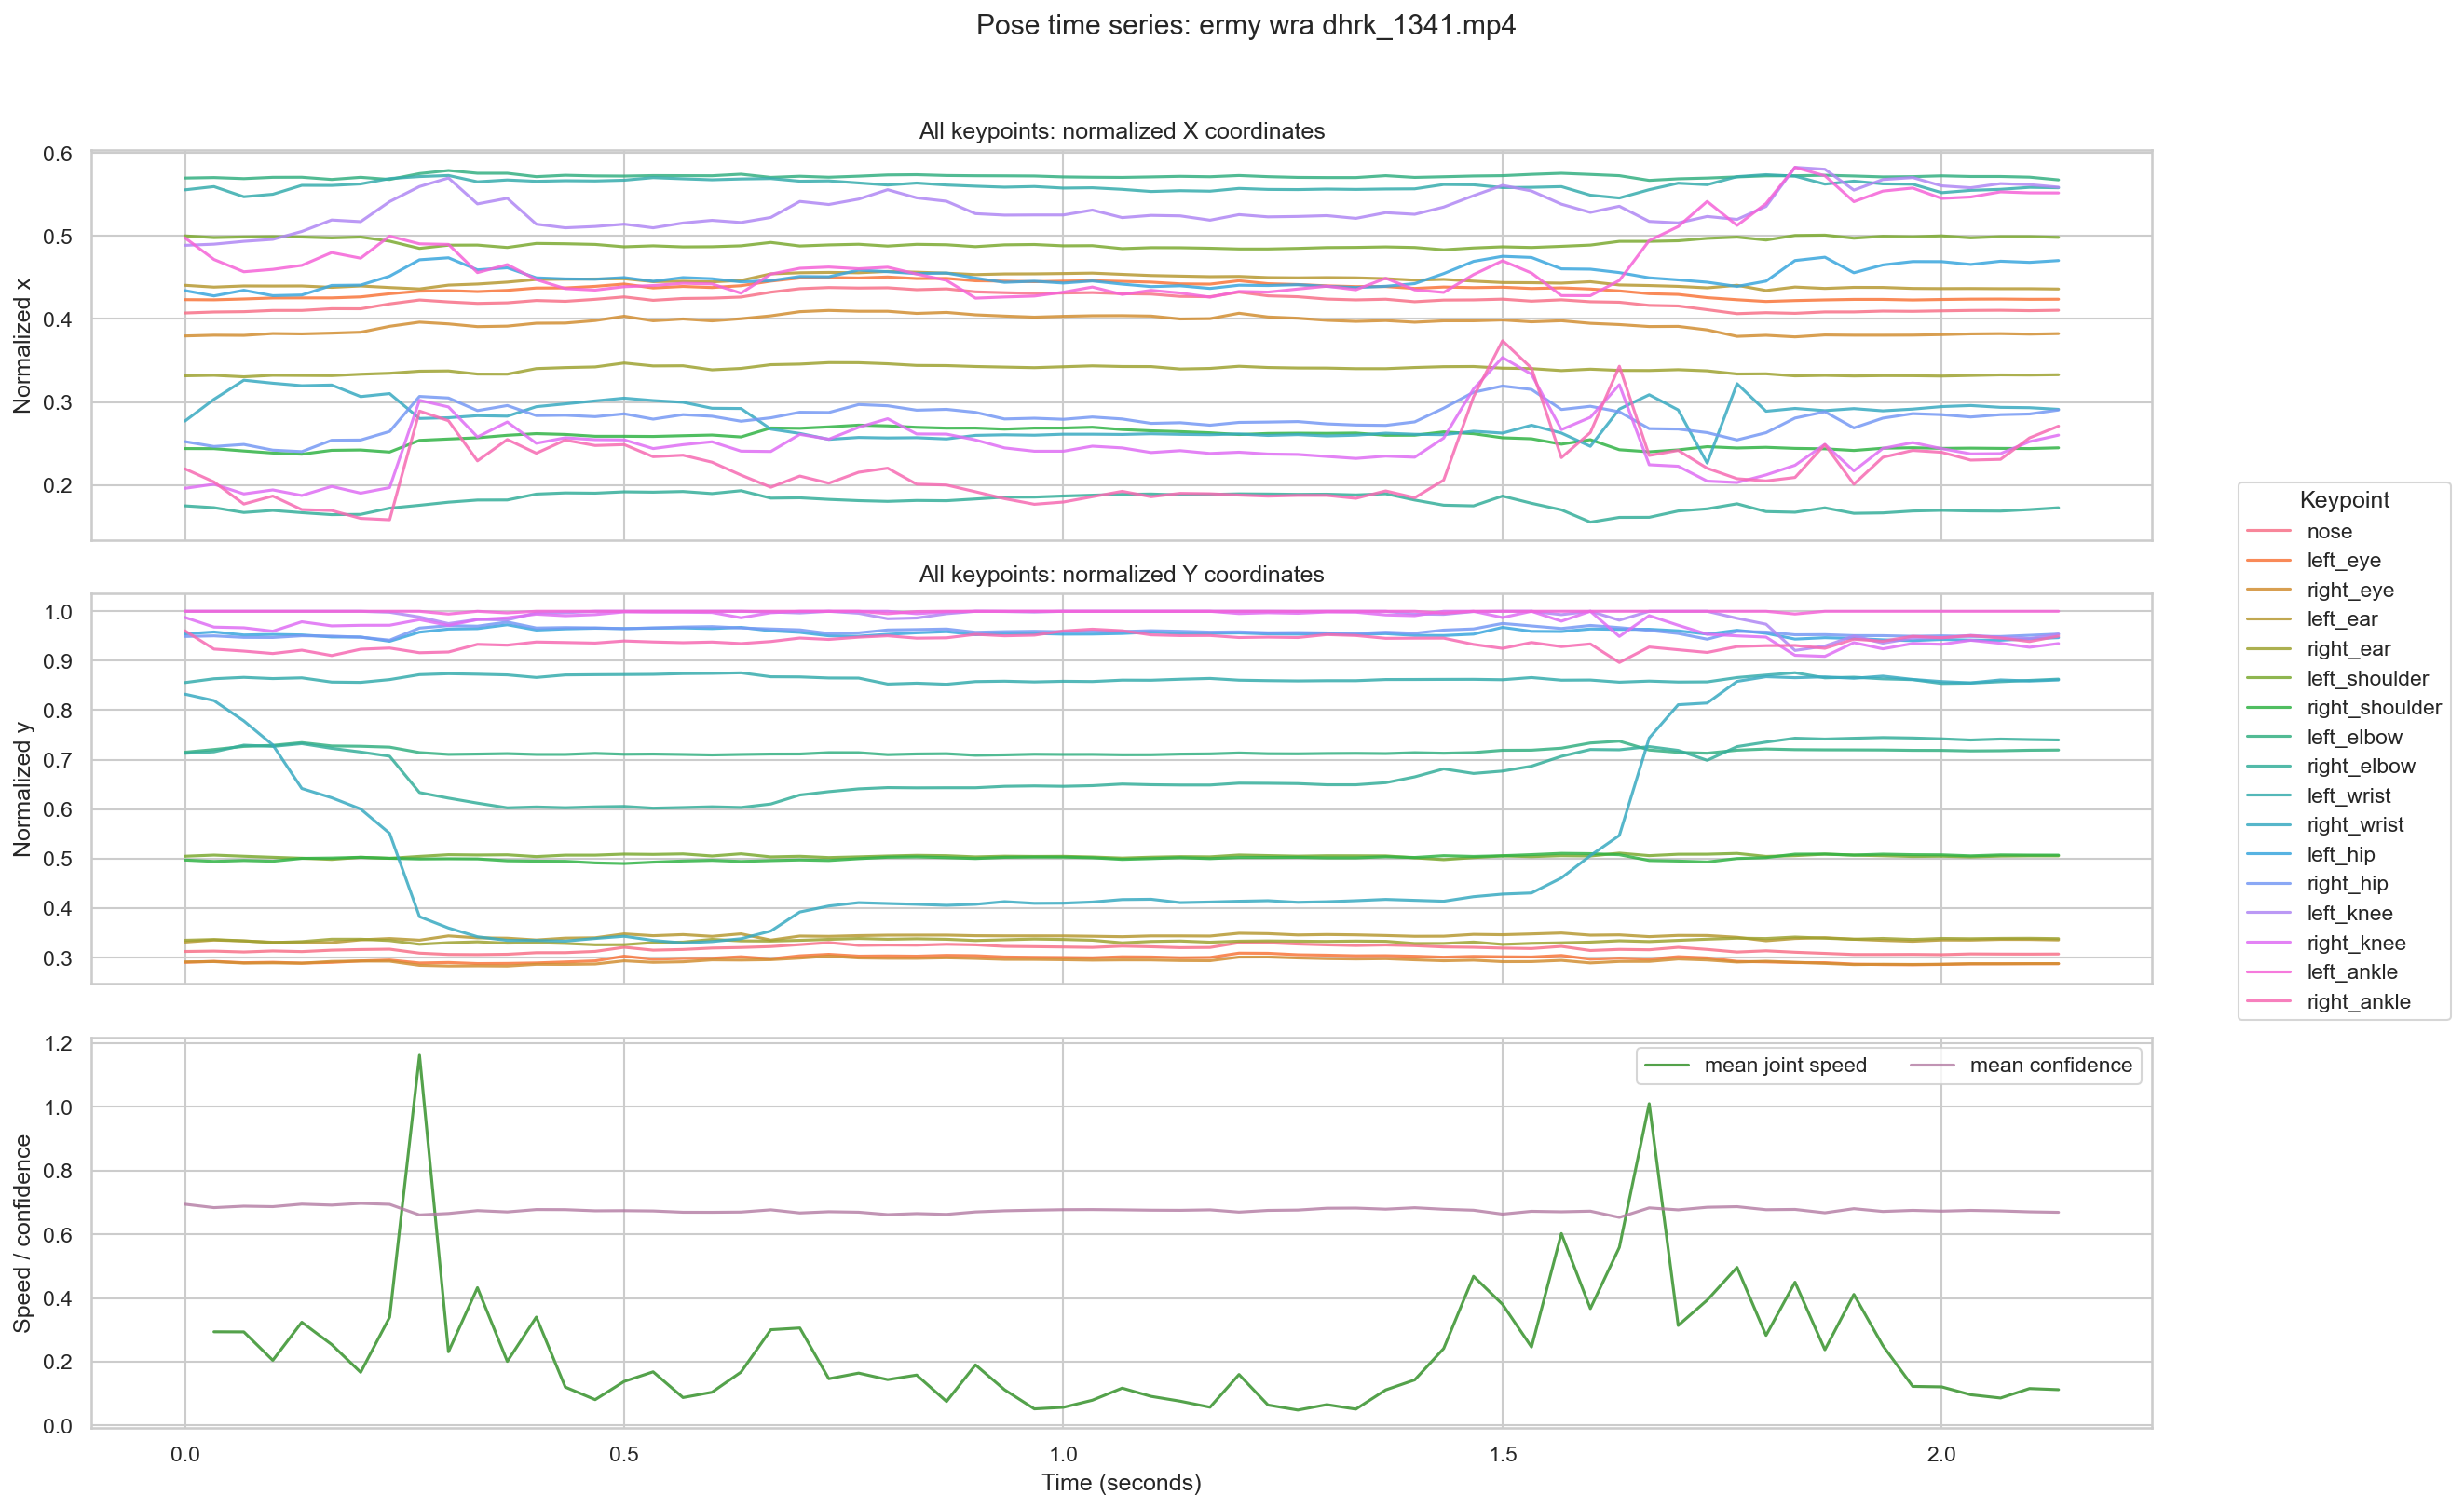 Pose time series: ermy wra dhrk_1341.mp4
All keypoints: normalized X coordinates
0.6
0.5
0.4
0.3
0.2
Normalized x
All keypoints: normalized Y coordinates
1.0
0.9
0.8
0.7
0.6
0.5
0.4
0.3
Normalized y
Keypoint
nose
left_eye
right_eye
left_ear
right_ear
left_shoulder
right_shoulder
left_elbow
right_elbow
left_wrist
right_wrist
left_hip
right_hip
left_knee
right_knee
left_ankle
right_ankle
1.2
1.0
0.8
0.6
0.4
0.2
0.0
Speed / confidence
mean joint speed mean confidence
0.0 0.5 1.0 1.5 2.0
Time (seconds)